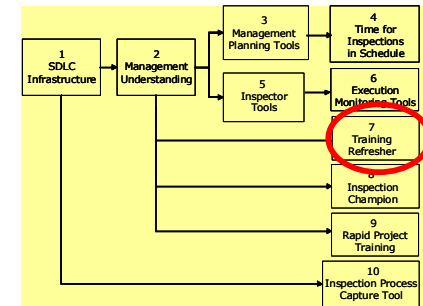 1
SDLC
Infrastructure
2
Management
Understanding
3
Management
Planning Tools
4
Time for
Inspections
in Schedule
5
Inspector
Tools
6
Execution
Monitoring Tools
7
Training
Refresher
8
Inspection
Champion
9
Rapid Project
Training
10
Inspection Process
Capture Tool